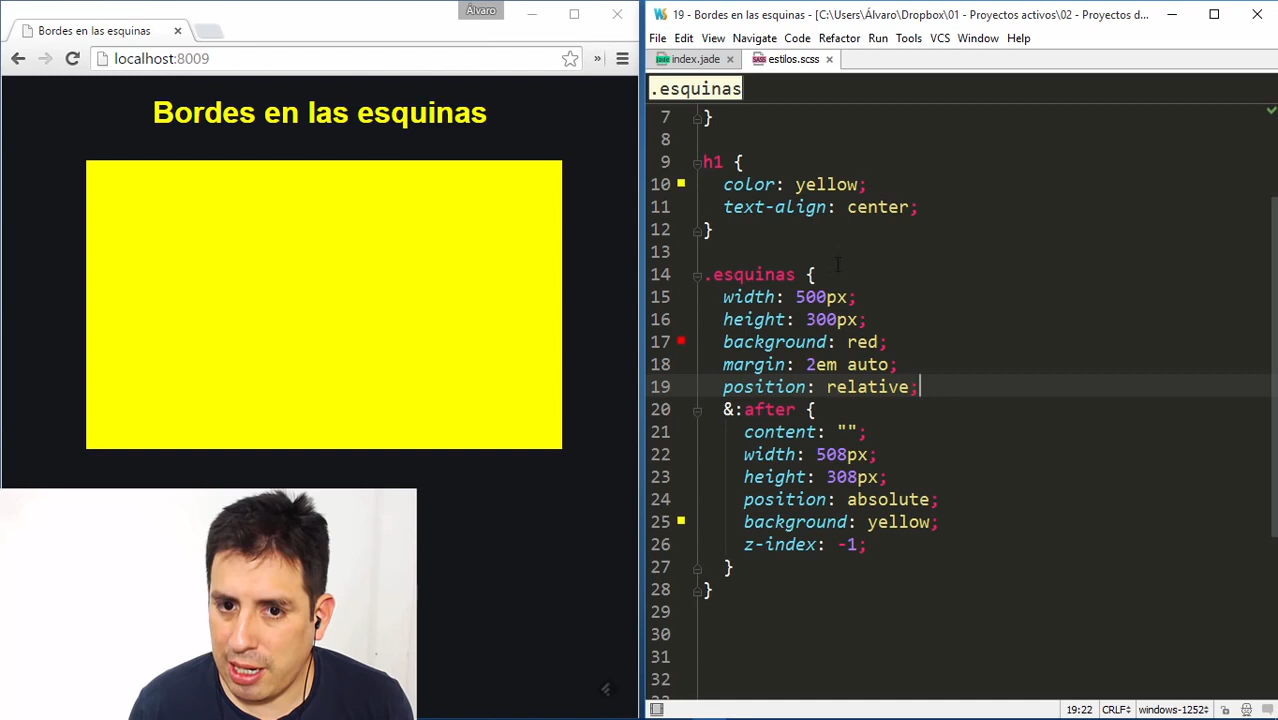 Álvaro
Bordes en las esquinas
localhost:8009
Bordes en las esquinas
19 - Bordes en las esquinas - [C:\Users\Álvaro\Dropbox\01 - Proyectos activos\02 - Proyectos d...
File Edit View Navigate Code Refactor Run Tools VCS Window Help
index.jade estilos.scss
.esquinas
7 }
8
9 h1 {
10 color: yellow;
11 text-align: center;
12 }
13
14 .esquinas {
15 width: 500px;
16 height: 300px;
17 background: red;
18 margin: 2em auto;
19 position: relative;
20 &:after {
21 content: "";
22 width: 508px;
23 height: 308px;
24 position: absolute;
25 background: yellow;
26 z-index: -1;
27 }
28 }
29
30
31
32
19:22 CRLF÷ windows-1252÷